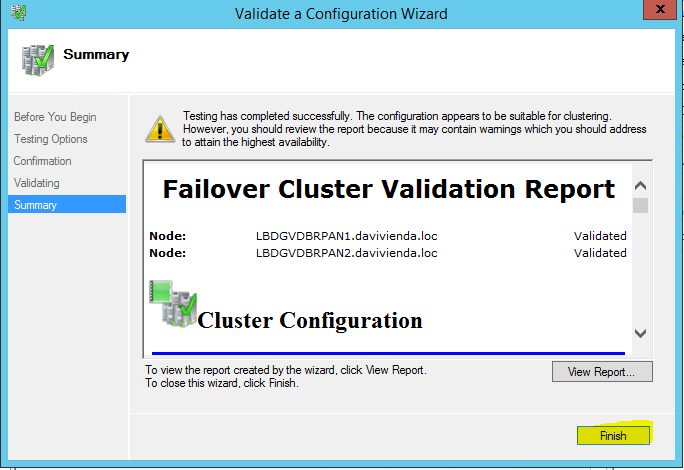 Validate a Configuration Wizard
x
Summary
Before You Begin
Testing Options
Confirmation
Validating
Summary
Testing has completed successfully. The configuration appears to be suitable for clustering.
However, you should review the report because it may contain warnings which you should address
to attain the highest availability.
Failover Cluster Validation Report
Node: LBDGVDBRPAN1.davivienda.loc Validated
Node: LBDGVDBRPAN2.davivienda.loc Validated
Cluster Configuration
To view the report created by the wizard, click View Report.
To close this wizard, click Finish.
View Report...
Finish